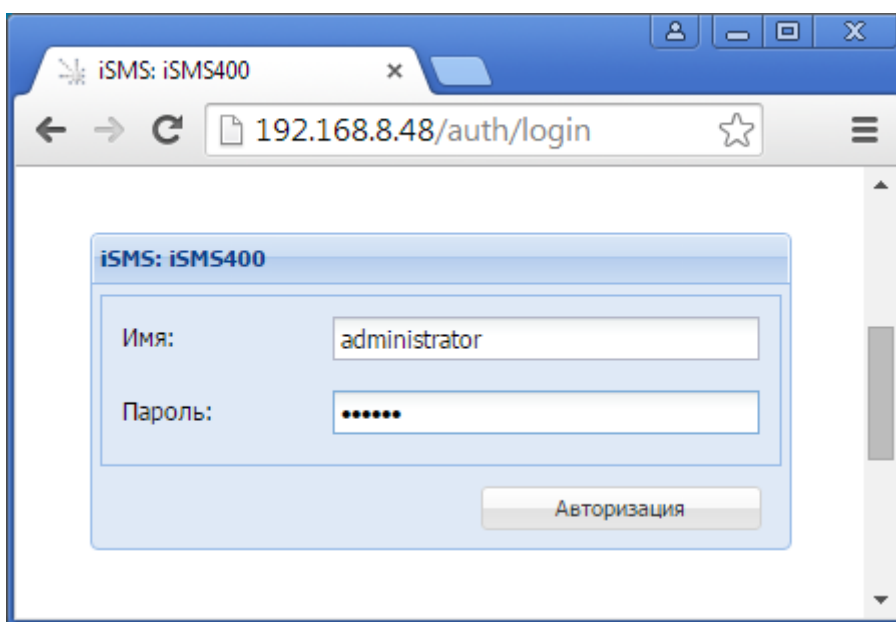 iSMS: iSMS400
192.168.8.48/auth/login
iSMS: iSMS400
Имя: administrator
Пароль: ••••••
Авторизация